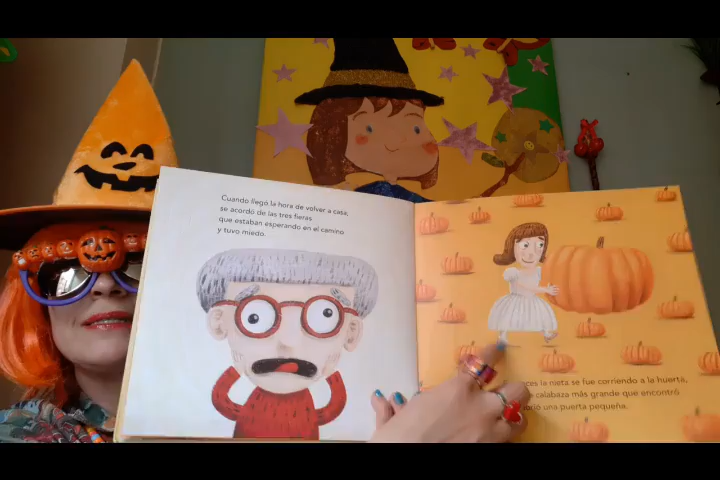 Cuando llegó la hora de volver a casa,
se acordó de las tres fieras
que estaban esperando en el camino
y tuvo miedo.
la nieta se fue corriendo a la huerta,
calabaza más grande que encontró
una puerta pequeña.